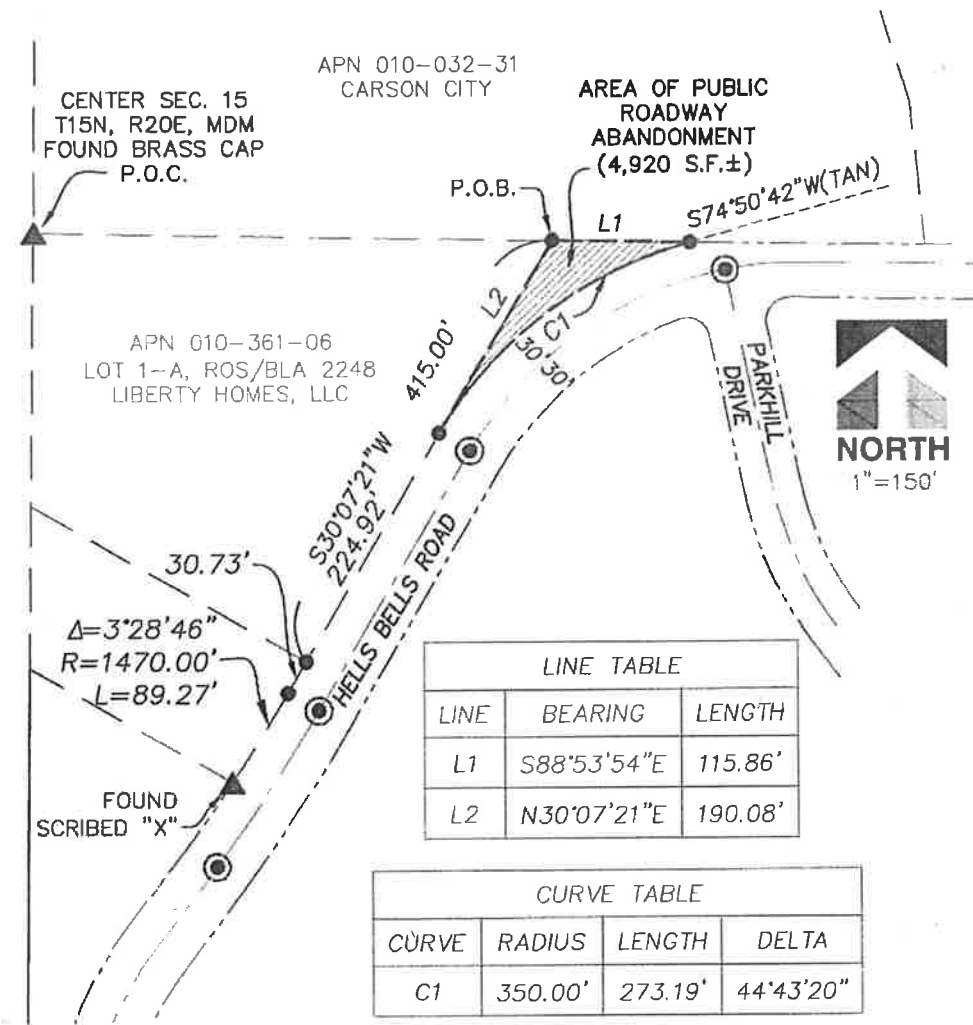 APN 010-032-31
CARSON CITY
CENTER SEC. 15
T15N, R20E, MDM
FOUND BRASS CAP
P.O.C.
AREA OF PUBLIC
ROADWAY
ABANDONMENT
(4,920 S.F.±)
P.O.B.
L1
S74°50'42"W(TAN)
L2
C1
30'
30'
415.00'
APN 010-361-06
LOT 1-A, ROS/BLA 2248
LIBERTY HOMES, LLC
PARKHILL
DRIVE
NORTH
1"=150'
S30°07'21"W
224.92'
HELLS BELLS ROAD
30.73'
Δ=3°28'46"
R=1470.00'
L=89.27'
FOUND
SCRIBED "X"
LINE TABLE
LINE BEARING LENGTH
L1 S88°53'54"E 115.86'
L2 N30°07'21"E 190.08'
CURVE TABLE
CURVE RADIUS LENGTH DELTA
C1 350.00' 273.19' 44°43'20"